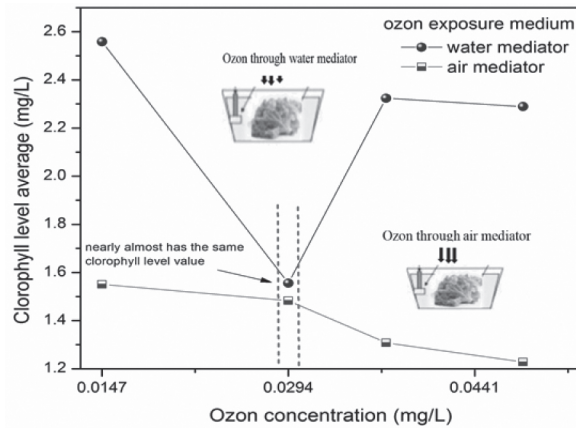 ozon exposure medium
water mediator
air mediator
Ozon through water mediator
nearly almost has the same
clorophyll level value
Ozon through air mediator
Clorophyll level average (mg/L)
2.6
2.4
2.2
2.0
1.8
1.6
1.4
1.2
0.0147
0.0294
0.0441
Ozon concentration (mg/L)